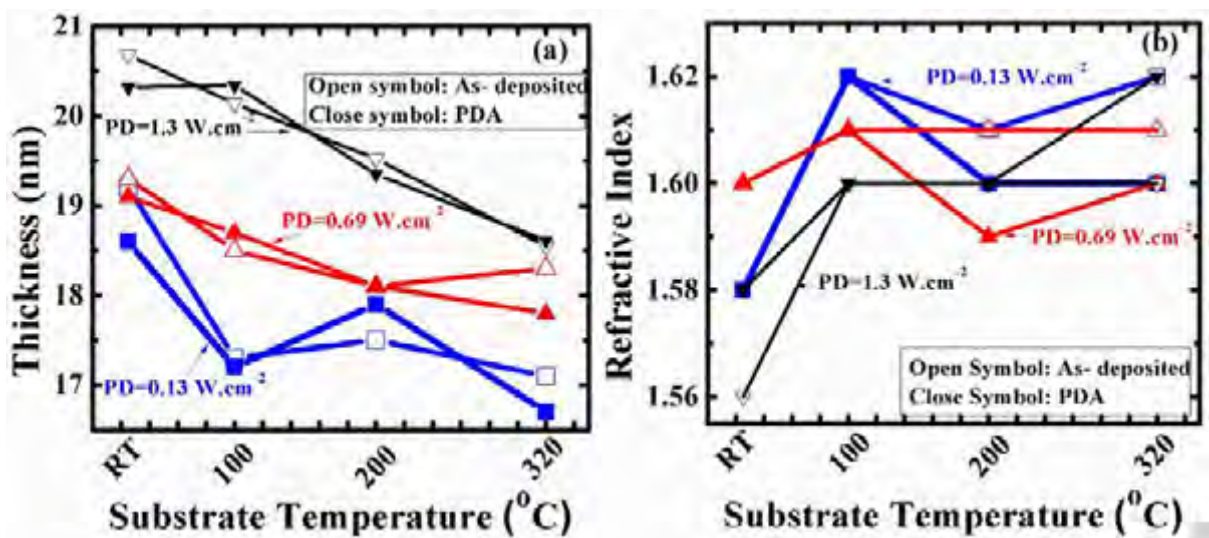 (a)
21
20
19
18
17
Thickness (nm)
Open symbol: As- deposited
Close symbol: PDA
PD=1.3 W.cm-2
PD=0.69 W.cm-2
PD=0.13 W.cm-2
RT
100
200
320
Substrate Temperature (oC)
(b)
1.62
1.60
1.58
1.56
Refractive Index
PD=0.13 W.cm-2
PD=0.69 W.cm-2
PD=1.3 W.cm-2
Open Symbol: As- deposited
Close Symbol: PDA
RT
100
200
320
Substrate Temperature (oC)